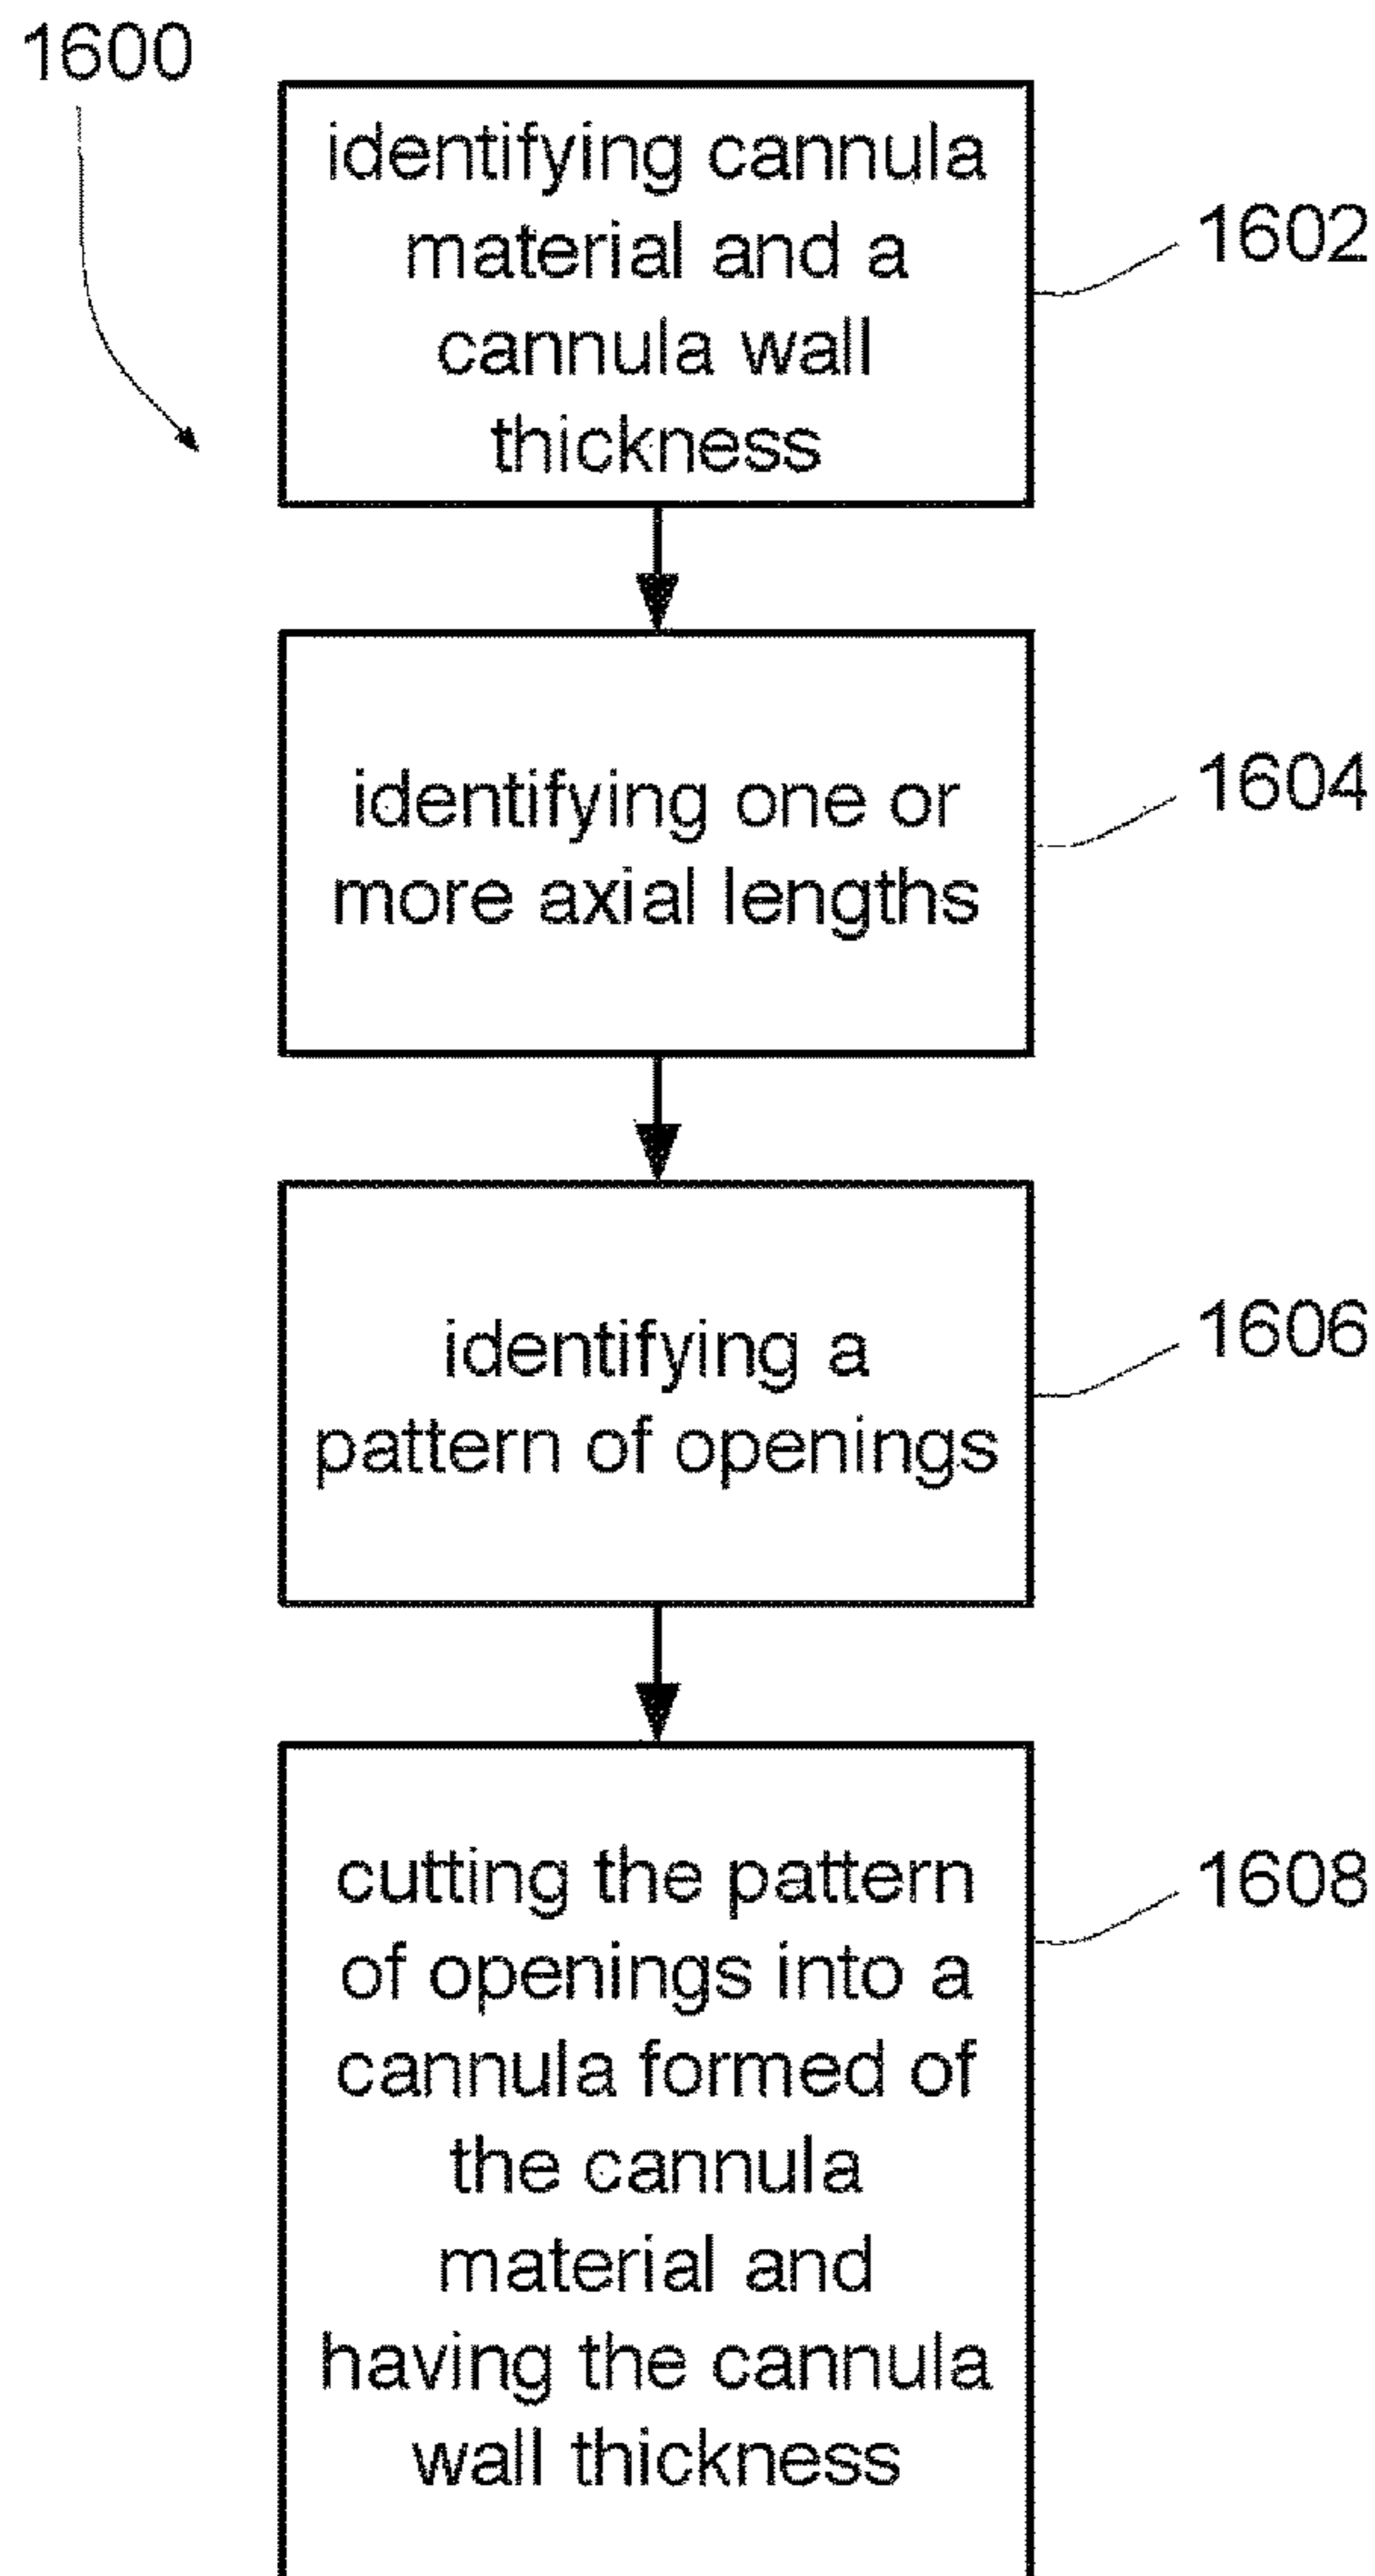 1600
identifying cannula
material and a
cannula wall
thickness
1602
identifying one or
more axial lengths
1604
identifying a
pattern of openings
1606
cutting the pattern
of openings into a
cannula formed of
the cannula
material and
having the cannula
wall thickness
1608